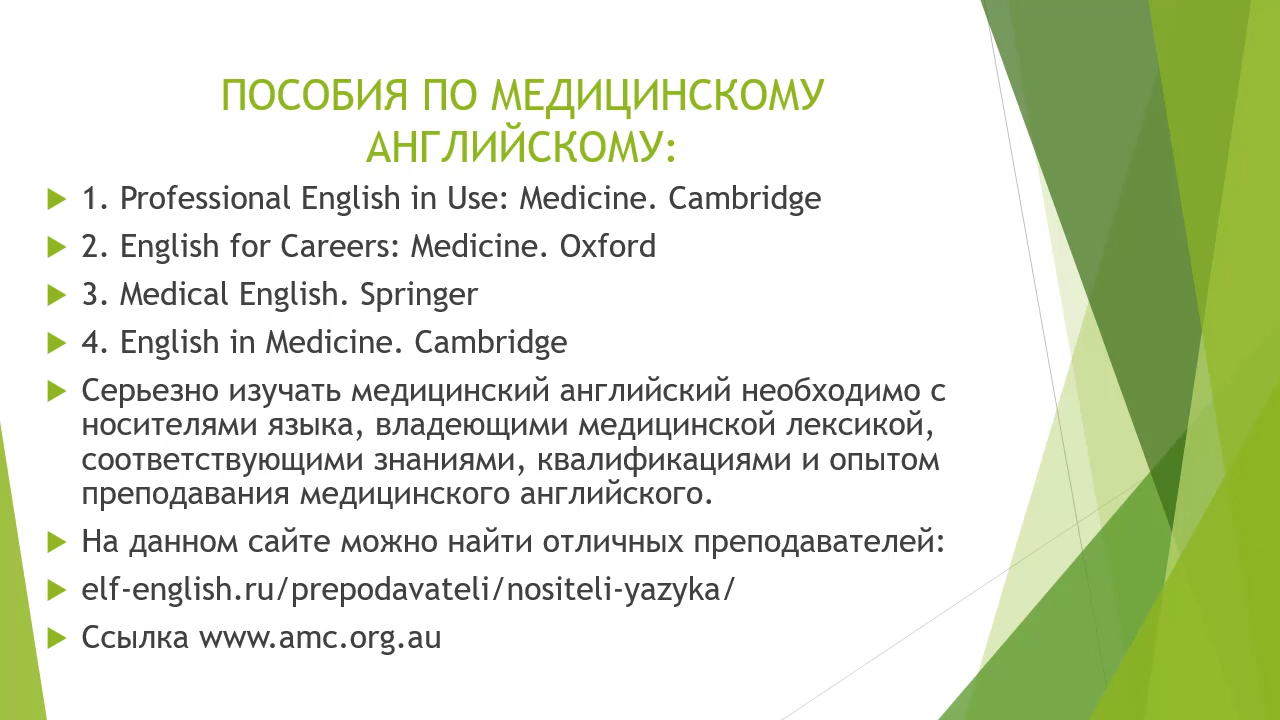 ПОСОБИЯ ПО МЕДИЦИНСКОМУ
АНГЛИЙСКОМУ:
1. Professional English in Use: Medicine. Cambridge
2. English for Careers: Medicine. Oxford
3. Medical English. Springer
4. English in Medicine. Cambridge
Серьезно изучать медицинский английский необходимо с
носителями языка, владеющими медицинской лексикой,
соответствующими знаниями, квалификациями и опытом
преподавания медицинского английского.
На данном сайте можно найти отличных преподавателей:
elf-english.ru/prepodavateli/nositeli-yazyka/
Ссылка www.amc.org.au